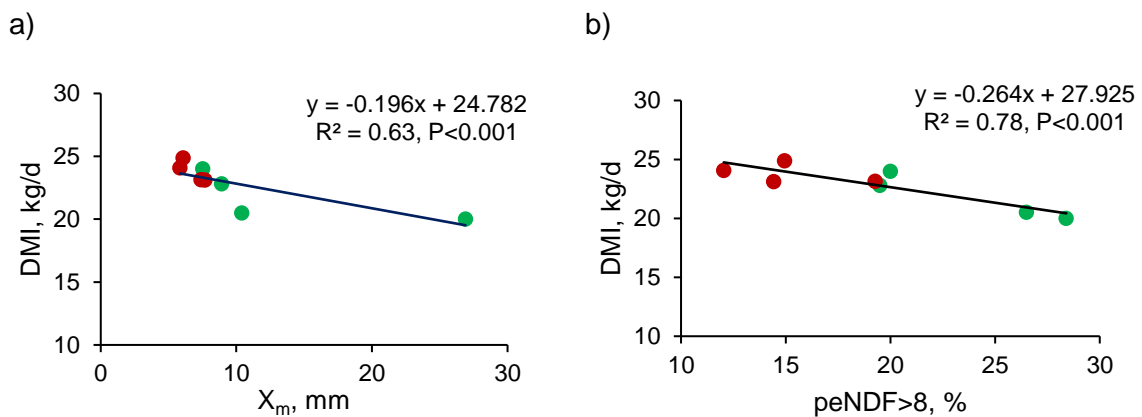 a)
y = -0.196x + 24.782
R² = 0.63, P<0.001
DMI, kg/d
30
25
20
15
10
0
10
20
30
Xₘ, mm
b)
y = -0.264x + 27.925
R² = 0.78, P<0.001
DMI, kg/d
30
25
20
15
10
10
15
20
25
30
peNDF>8, %